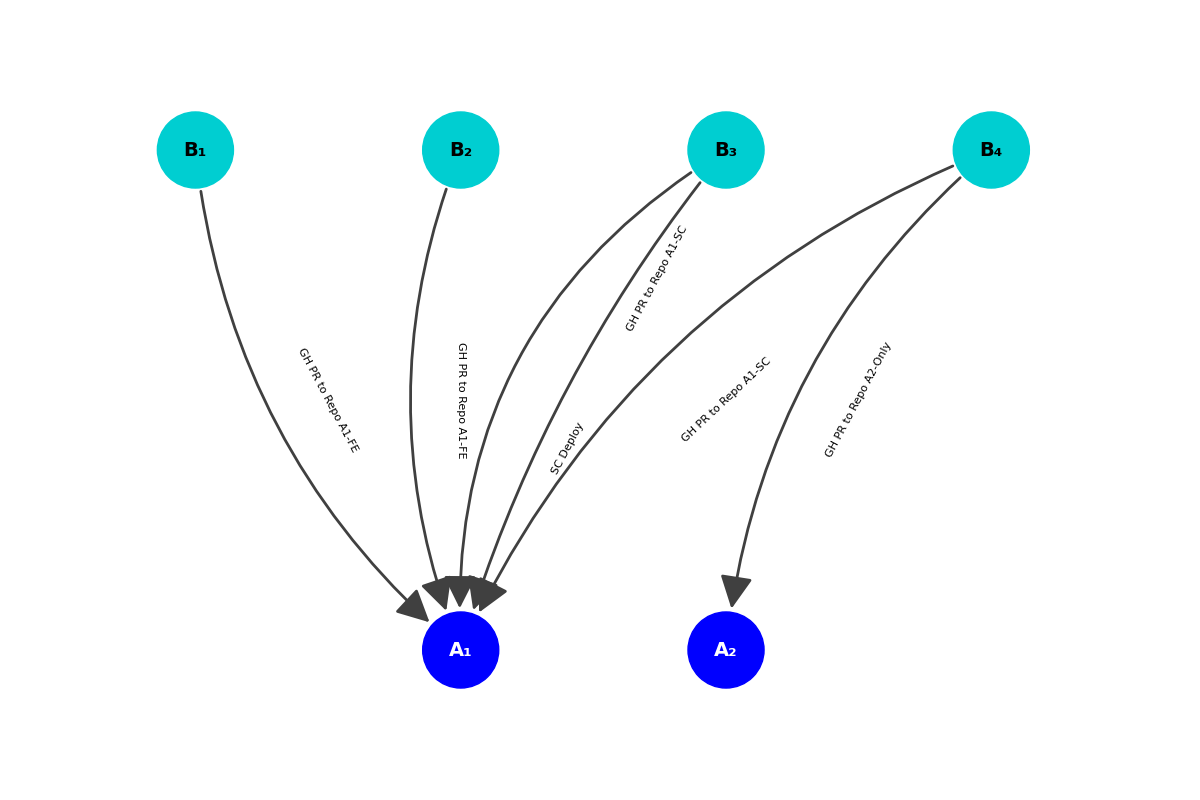 B₁
B₂
B₃
B₄
GH PR to Repo A1-SC
GH PR to Repo A1-FE
GH PR to Repo A1-FE
GH PR to Repo A1-SC
GH PR to Repo A2-Only
SC Deploy
A₁
A₂